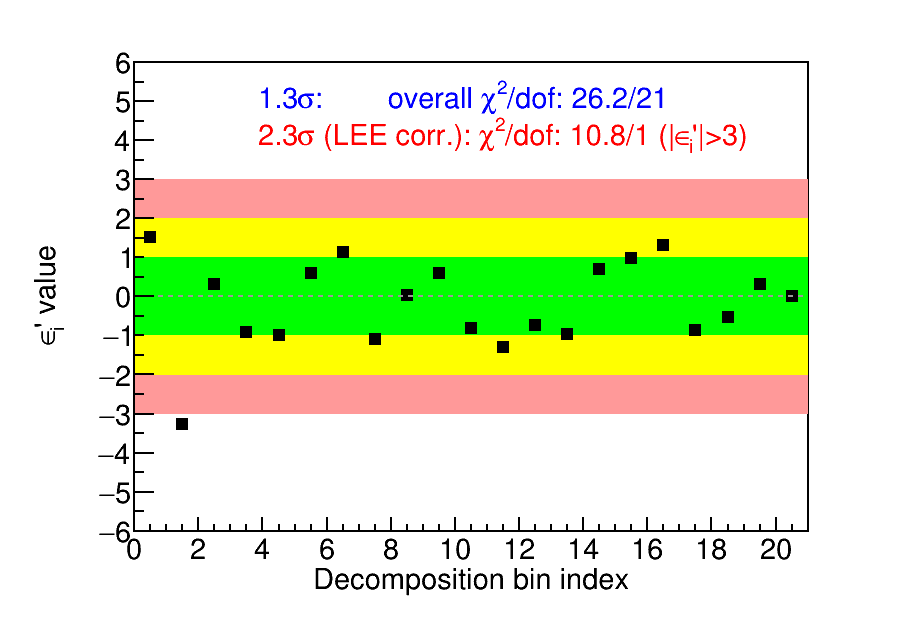 1.3σ: overall χ²/dof: 26.2/21
2.3σ (LEE corr.): χ²/dof: 10.8/1 (|ϵᵢ'|>3)
6
5
4
3
2
1
0
−1
−2
−3
−4
−5
−6
ϵᵢ' value
0 2 4 6 8 10 12 14 16 18 20
Decomposition bin index